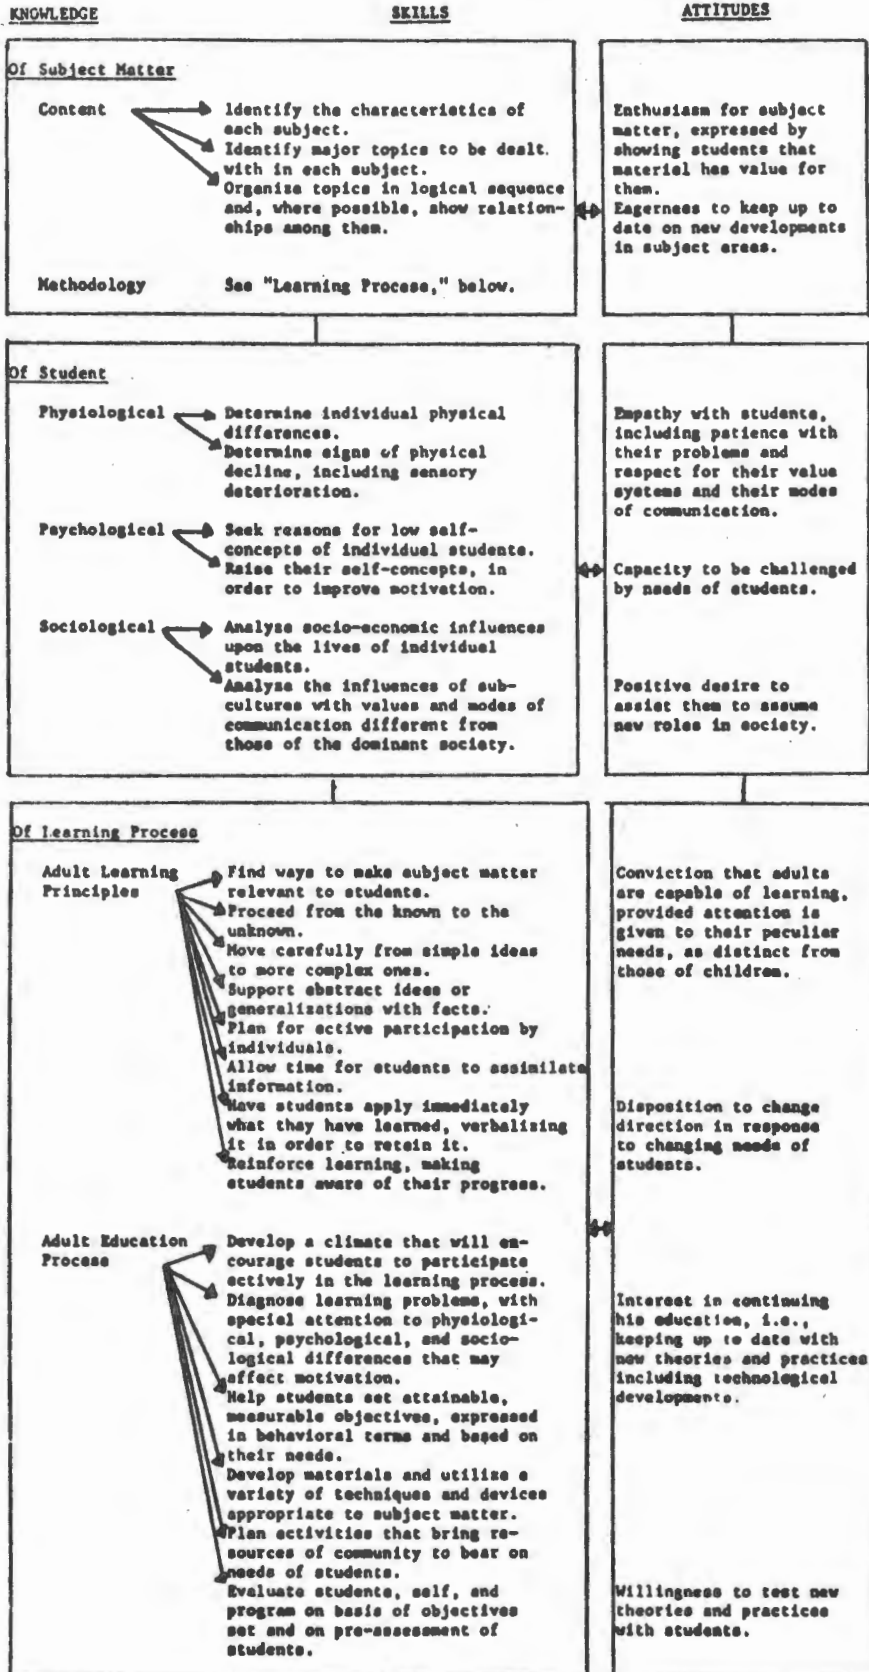 KNOWLEDGE SKILLS ATTITUDES
Of Subject Matter
Content
Identify the characteristics of
each subject.
Identify major topics to be dealt
with in each subject.
Organize topics in logical sequence
and, where possible, show relation-
ships among them.
Enthusiasm for subject
matter, expressed by
showing students that
material has value for
them.
Eagerness to keep up to
date on new developments
in subject areas.
Methodology See "Learning Process," below.
Of Student
Physiological
Determine individual physical
differences.
Determine signs of physical
decline, including sensory
deterioration.
Psychological
Seek reasons for low self-
concepts of individual students.
Raise their self-concepts, in
order to improve motivation.
Sociological
Analyze socio-economic influences
upon the lives of individual
students.
Analyze the influences of sub-
cultures with values and modes of
communication different from
those of the dominant society.
Empathy with students,
including patience with
their problems and
respect for their value
systems and their modes
of communication.
Capacity to be challenged
by needs of students.
Positive desire to
assist them to assume
new roles in society.
Of Learning Process
Adult Learning
Principles
Find ways to make subject matter
relevant to students.
Proceed from the known to the
unknown.
Move carefully from simple ideas
to more complex ones.
Support abstract ideas or
generalizations with facts.
Plan for active participation by
individuals.
Allow time for students to assimilate
information.
Have students apply immediately
what they have learned, verbalizing
it in order to retain it.
Reinforce learning, making
students aware of their progress.
Conviction that adults
are capable of learning,
provided attention is
given to their peculiar
needs, as distinct from
those of children.
Disposition to change
direction in response
to changing needs of
students.
Adult Education
Process
Develop a climate that will en-
courage students to participate
actively in the learning process.
Diagnose learning problems, with
special attention to physiologi-
cal, psychological, and socio-
logical differences that may
affect motivation.
Help students set attainable,
measurable objectives, expressed
in behavioral terms and based on
their needs.
Develop materials and utilize a
variety of techniques and devices
appropriate to subject matter.
Plan activities that bring re-
sources of community to bear on
needs of students.
Evaluate students, self, and
program on basis of objectives
set and on pre-assessment of
students.
Interest in continuing
his education, i.e.,
keeping up to date with
new theories and practices
including technological
developments.
Willingness to test new
theories and practices
with students.